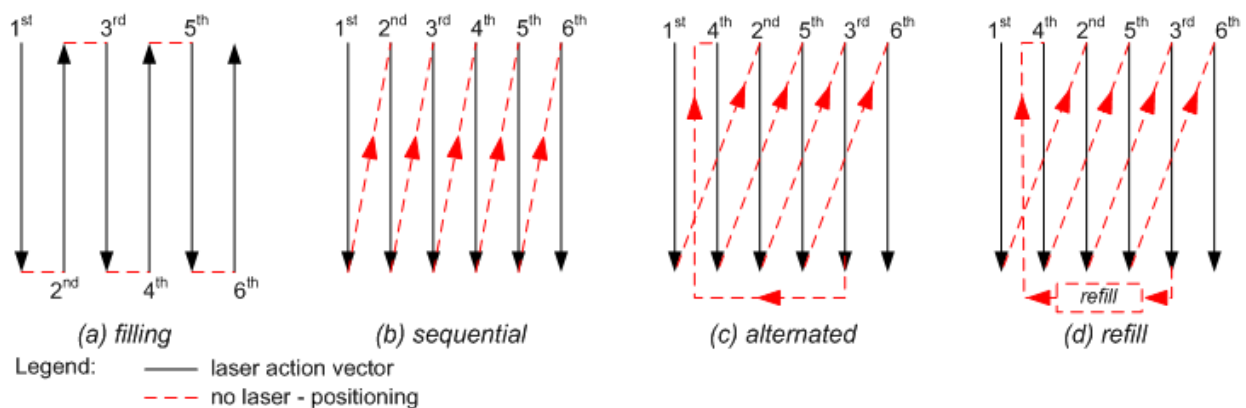 1st 3rd 5th
2nd 4th 6th
(a) filling
1st 2nd 3rd 4th 5th 6th
(b) sequential
1st 4th 2nd 5th 3rd 6th
(c) alternated
1st 4th 2nd 5th 3rd 6th
refill
(d) refill
Legend:
laser action vector
no laser - positioning